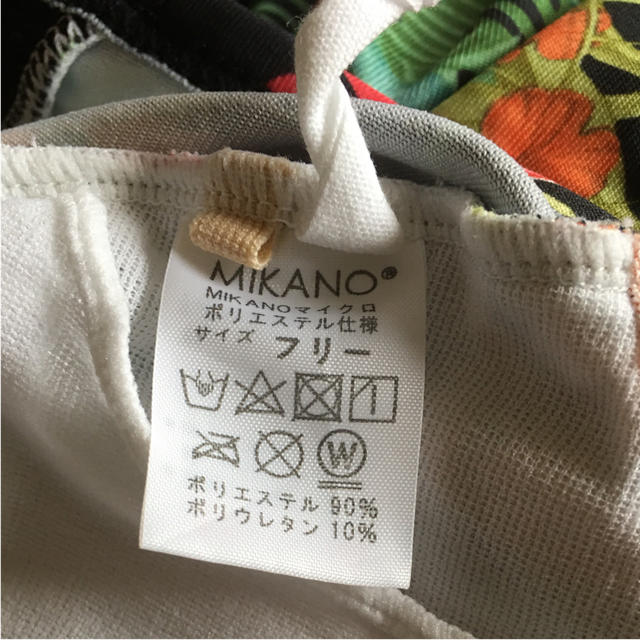 MIKANO®
MIKANOマイクロ
ポリエステル仕様
サイズ フリー
W
ポリエステル 90%
ポリウレタン 10%